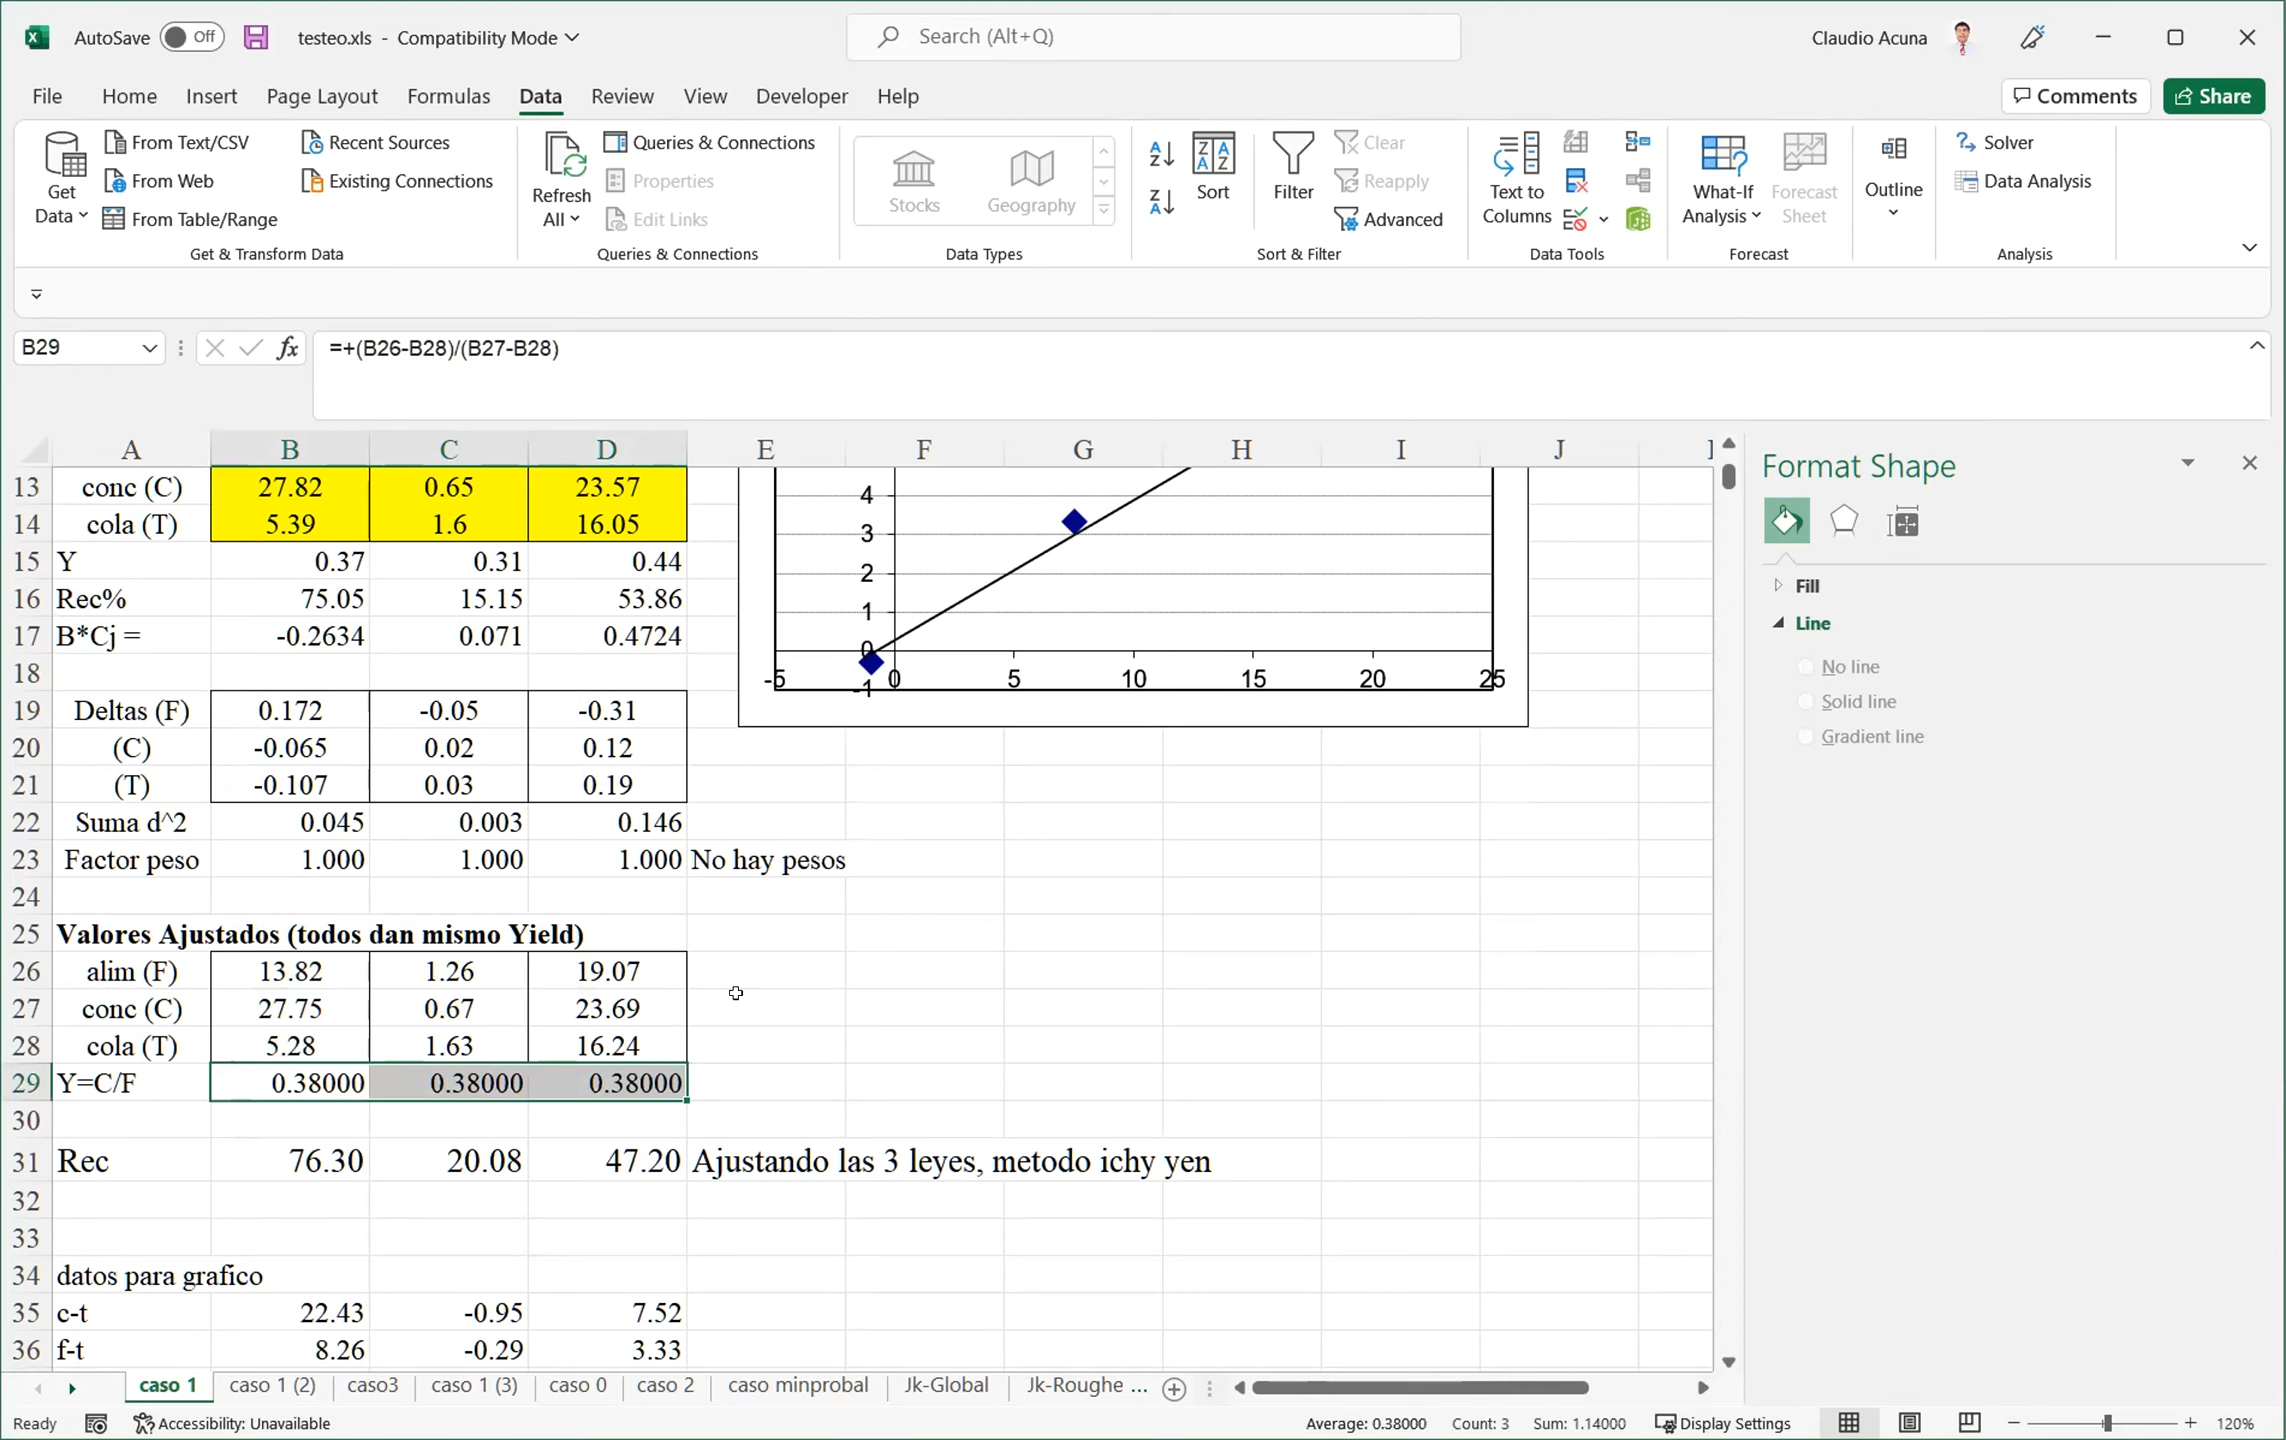 AutoSave Off testeo.xls - Compatibility Mode Search (Alt+Q) Claudio Acuna
File Home Insert Page Layout Formulas Data Review View Developer Help Comments Share
Get Data
From Text/CSV
From Web
From Table/Range
Recent Sources
Existing Connections
Get & Transform Data
Refresh All
Queries & Connections
Properties
Edit Links
Queries & Connections
Stocks Geography
Data Types
Sort
Filter
Clear
Reapply
Advanced
Sort & Filter
Text to Columns
Data Tools
What-If Analysis
Forecast Sheet
Forecast
Outline
Solver
Data Analysis
Analysis
B29 fx =+(B26-B28)/(B27-B28)
A B C D E F G H I J
13 conc (C) 27.82 0.65 23.57
14 cola (T) 5.39 1.6 16.05
15 Y 0.37 0.31 0.44
16 Rec% 75.05 15.15 53.86
17 B*Cj = -0.2634 0.071 0.4724
18
19 Deltas (F) 0.172 -0.05 -0.31
20 (C) -0.065 0.02 0.12
21 (T) -0.107 0.03 0.19
22 Suma d^2 0.045 0.003 0.146
23 Factor peso 1.000 1.000 1.000 No hay pesos
24
25 Valores Ajustados (todos dan mismo Yield)
26 alim (F) 13.82 1.26 19.07
27 conc (C) 27.75 0.67 23.69
28 cola (T) 5.28 1.63 16.24
29 Y=C/F 0.38000 0.38000 0.38000
30
31 Rec 76.30 20.08 47.20 Ajustando las 3 leyes, metodo ichy yen
32
33
34 datos para grafico
35 c-t 22.43 -0.95 7.52
36 f-t 8.26 -0.29 3.33
4
3
2
1
0
-1
-5 0 5 10 15 20 25
Format Shape
Fill
Line
No line
Solid line
Gradient line
caso 1 caso 1 (2) caso3 caso 1 (3) caso 0 caso 2 caso minprobal Jk-Global Jk-Roughe ...
Ready Accessibility: Unavailable Average: 0.38000 Count: 3 Sum: 1.14000 Display Settings 120%